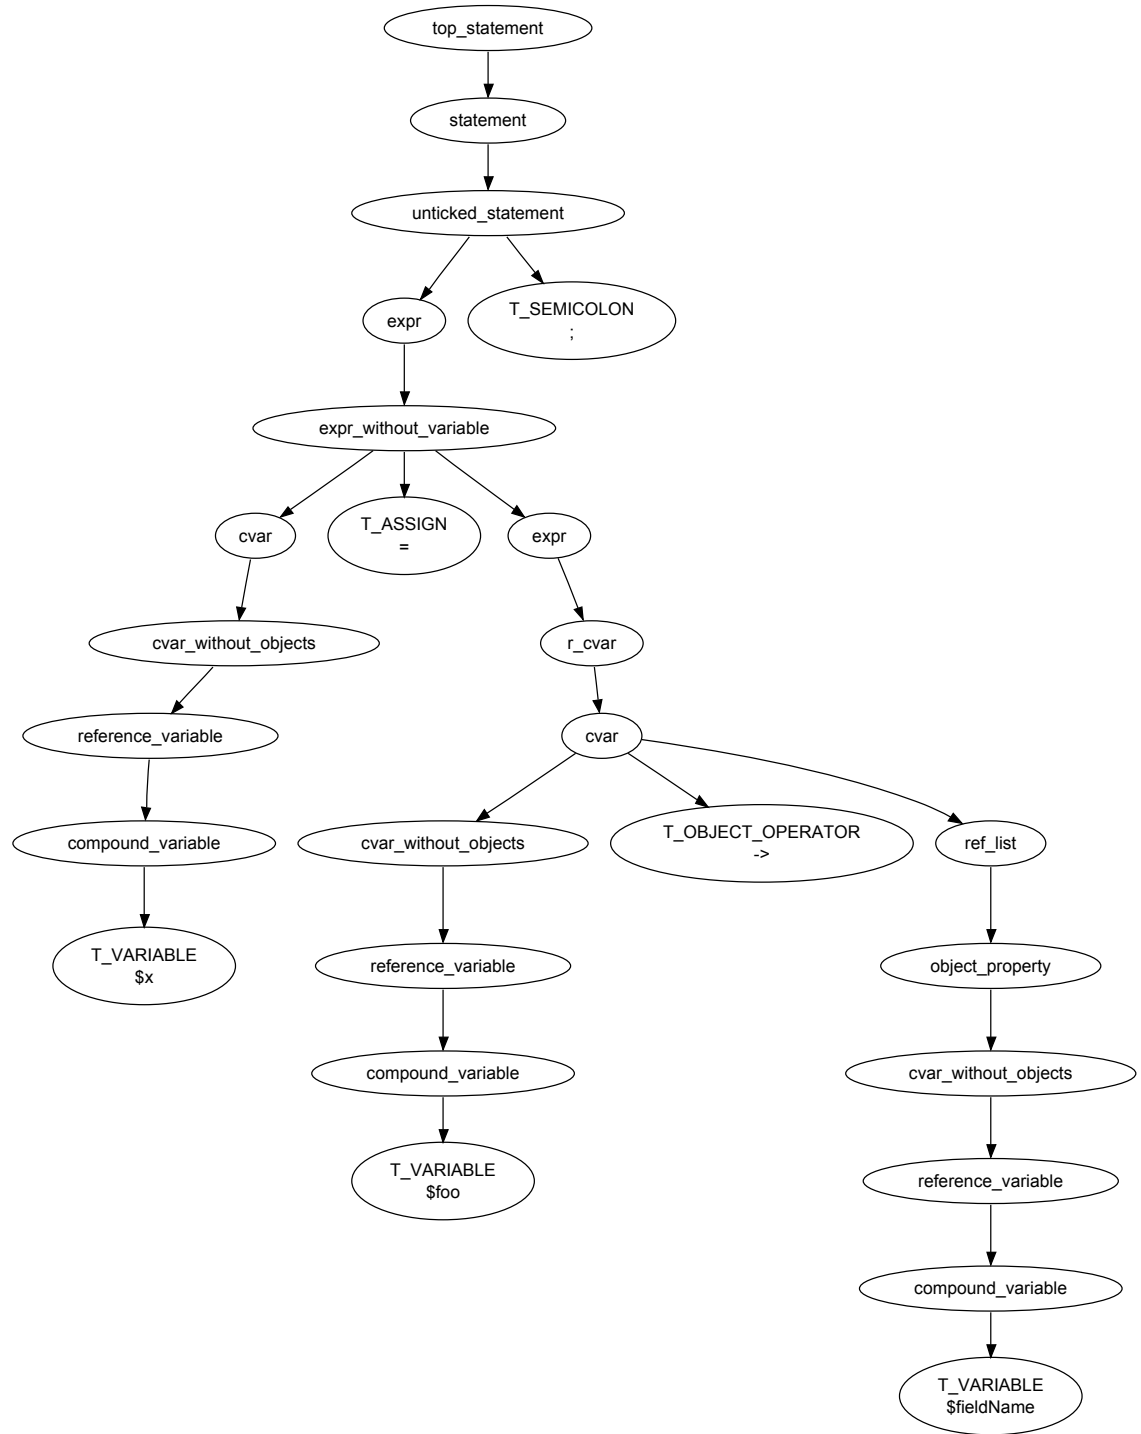 top_statement
statement
unticked_statement
expr
T_SEMICOLON
;
expr_without_variable
cvar
T_ASSIGN
=
expr
cvar_without_objects
r_cvar
reference_variable
cvar
compound_variable
cvar_without_objects
T_OBJECT_OPERATOR
->
ref_list
T_VARIABLE
$x
reference_variable
object_property
compound_variable
cvar_without_objects
T_VARIABLE
$foo
reference_variable
compound_variable
T_VARIABLE
$fieldName